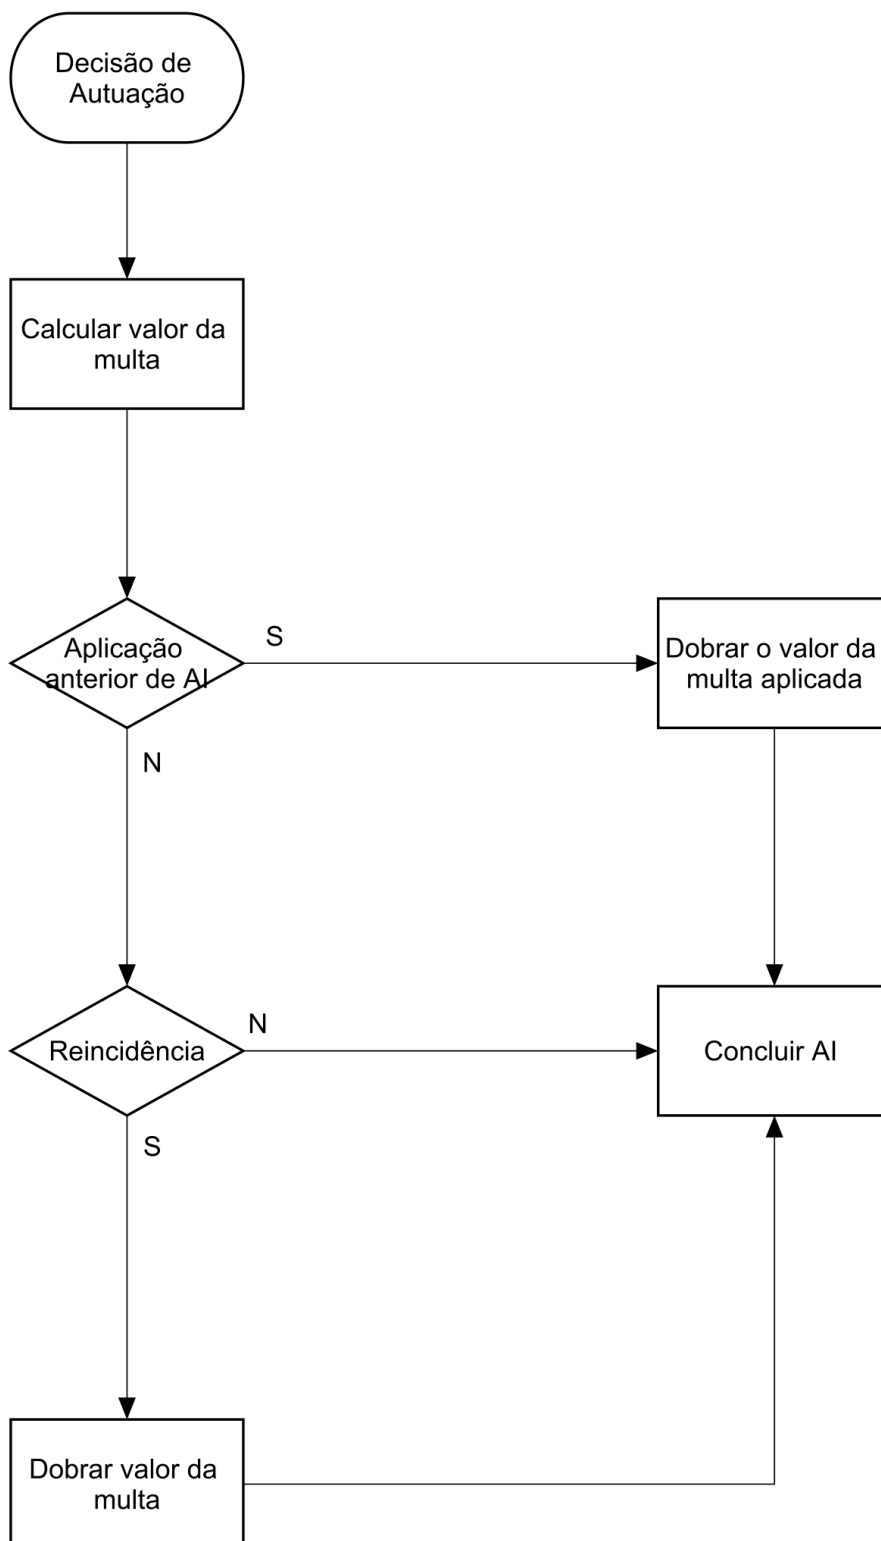 Decisão de
Autuação
Calcular valor da
multa
Aplicação
anterior de AI
S
Dobrar o valor da
multa aplicada
N
Reincidência
N
Concluir AI
S
Dobrar valor da
multa